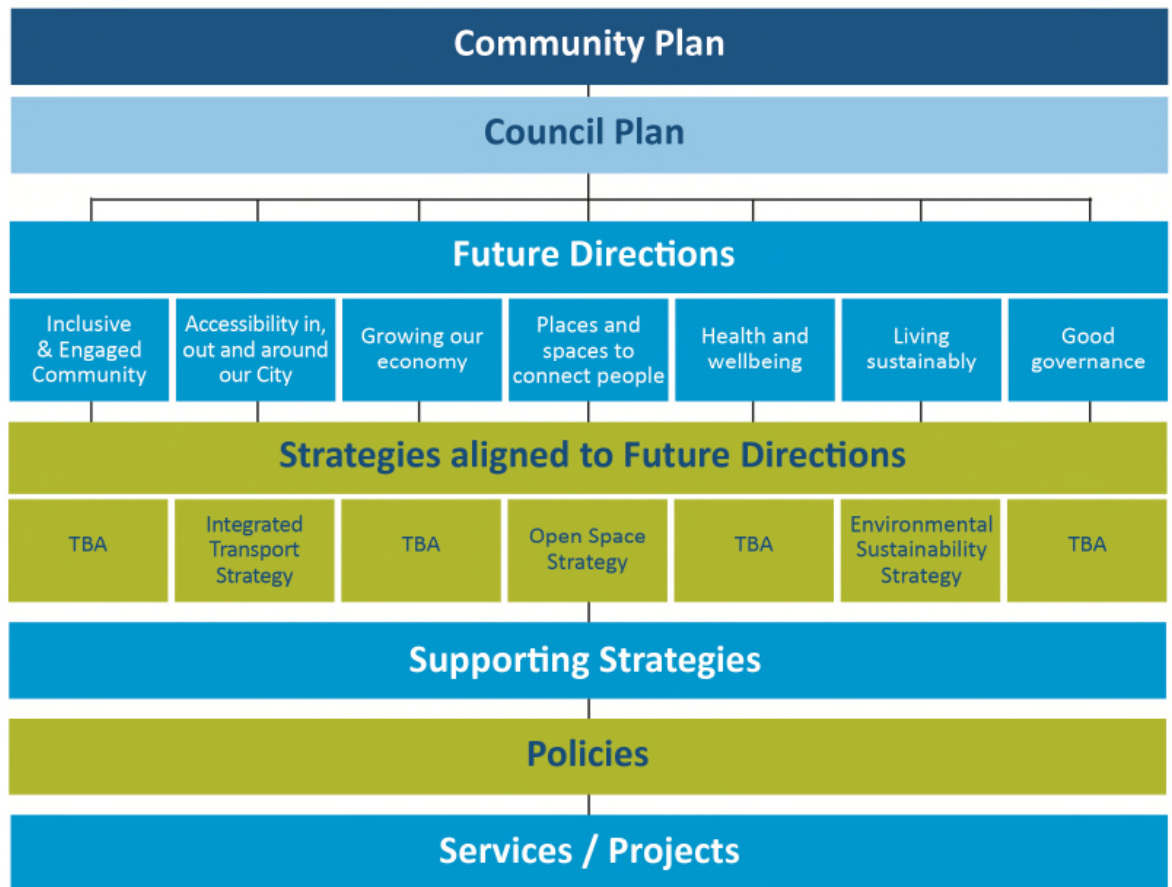 Community Plan
Council Plan
Future Directions
Inclusive
& Engaged
Community
Accessibility in,
out and around
our City
Growing our
economy
Places and
spaces to
connect people
Health and
wellbeing
Living
sustainably
Good
governance
Strategies aligned to Future Directions
TBA
Integrated
Transport
Strategy
TBA
Open Space
Strategy
TBA
Environmental
Sustainability
Strategy
TBA
Supporting Strategies
Policies
Services / Projects